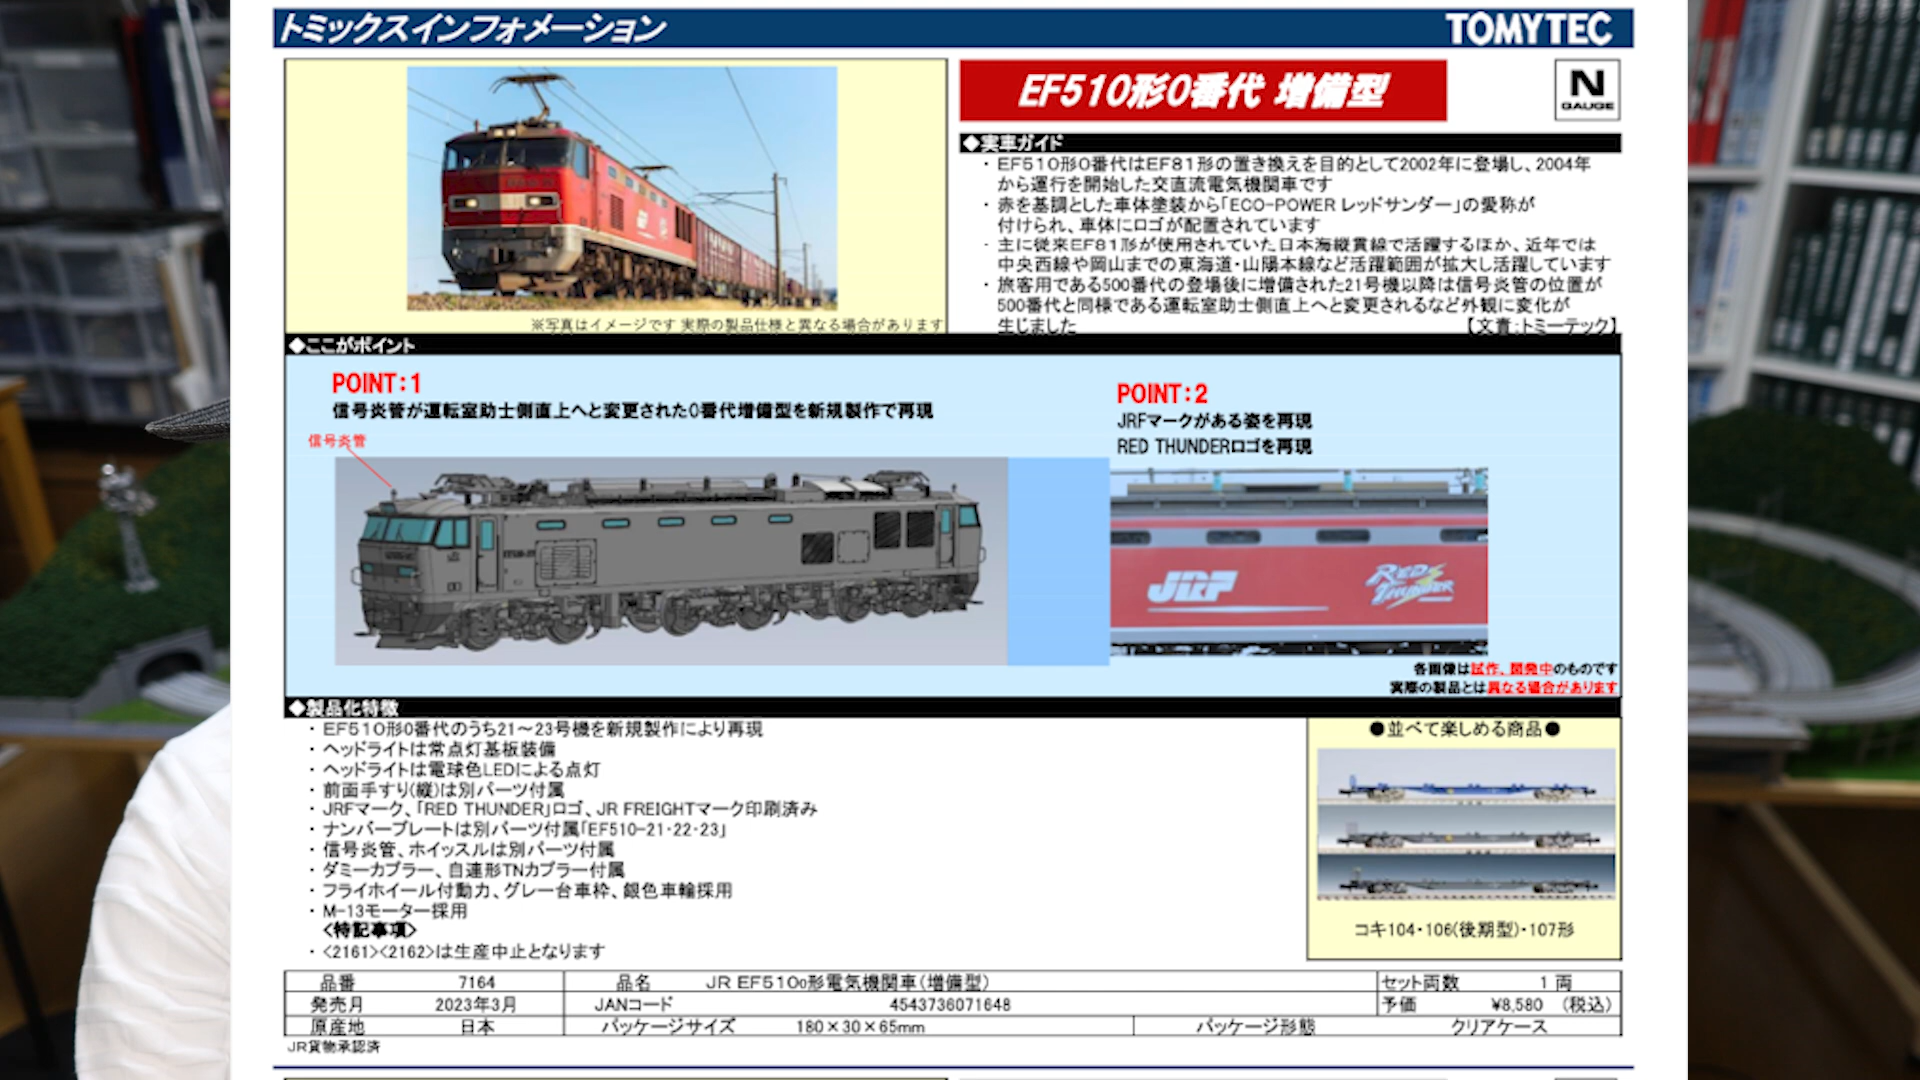 トミックスインフォメーション
TOMYTEC
EF510形0番代 増備型
N
GAUGE
※写真はイメージです 実際の製品仕様と異なる場合があります
◆実車ガイド
・EF510形0番代はEF81形の置き換えを目的として2002年に登場し、2004年
から運行を開始した交直流電気機関車です
・赤を基調とした車体塗装から「ECO-POWER レッドサンダー」の愛称が
付けられ、車体にロゴが配置されています
・主に従来EF81形が使用されていた日本海縦貫線で活躍するほか、近年では
中央西線や岡山までの東海道・山陽本線など活躍範囲が拡大し活躍しています
・旅客用である500番代の登場後に増備された21号機以降は信号炎管の位置が
500番代と同様である運転室助士側直上へと変更されるなど外観に変化が
生じました
【文責:トミーテック】
◆ここがポイント
POINT:1
信号炎管が運転室助士側直上へと変更された0番代増備型を新規製作で再現
信号炎管
POINT:2
JRFマークがある姿を再現
RED THUNDERロゴを再現
JRF
RED THUNDER
各画像は試作、開発中のものです
実際の製品とは異なる場合があります
◆製品化特徴
・EF510形0番代のうち21～23号機を新規製作により再現
・ヘッドライトは常点灯基板装備
・ヘッドライトは電球色LEDによる点灯
・前面手すり(縦)は別パーツ付属
・JRFマーク、「RED THUNDER」ロゴ、JR FREIGHTマーク印刷済み
・ナンバープレートは別パーツ付属「EF510-21・22・23」
・信号炎管、ホイッスルは別パーツ付属
・ダミーカプラー、自連形TNカプラー付属
・フライホイール付動力、グレー台車枠、銀色車輪採用
・M-13モーター採用
<特記事項>
・<2161><2162>は生産中止となります
●並べて楽しめる商品●
コキ104・106(後期型)・107形
品番 7164 品名 JR EF510-0形電気機関車(増備型) セット両数 1 両
発売月 2023年3月 JANコード 4543736071648 予価 ¥8,580 (税込)
原産地 日本 パッケージサイズ 180×30×65mm パッケージ形態 クリアケース
JR貨物承認済